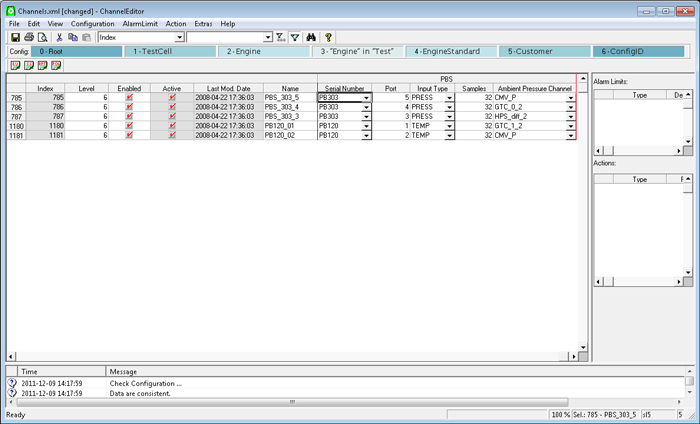 Channels.xml [changed] - ChannelEditor
File Edit View Configuration AlarmLimit Action Extras Help
Index
Config: 0 - Root 1 - TestCell 2 - Engine 3 - "Engine" in "Test" 4 - EngineStandard 5 - Customer 6 - ConfigID
PBS
Index Level Enabled Active Last Mod. Date Name Serial Number Port Input Type Samples Ambient Pressure Channel
785 785 6 2008-04-22 17:36:03 PBS_303_5 PB303 5 PRESS 32 CMV_P
786 786 6 2008-04-22 17:36:03 PBS_303_4 PB303 4 PRESS 32 GTC_0_2
787 787 6 2008-04-22 17:36:03 PBS_303_3 PB303 3 PRESS 32 HPS_diff_2
1180 1180 6 2008-04-22 17:36:03 PB120_01 PB120 1 TEMP 32 GTC_1_2
1181 1181 6 2008-04-22 17:36:03 PB120_02 PB120 2 TEMP 32 CMV_P
Alarm Limits:
Type De
Actions:
Type F
Time Message
2011-12-09 14:17:59 Check Configuration ...
2011-12-09 14:17:59 Data are consistent.
Ready 100 % Sel.: 785 - PBS_303_5 sl5 5